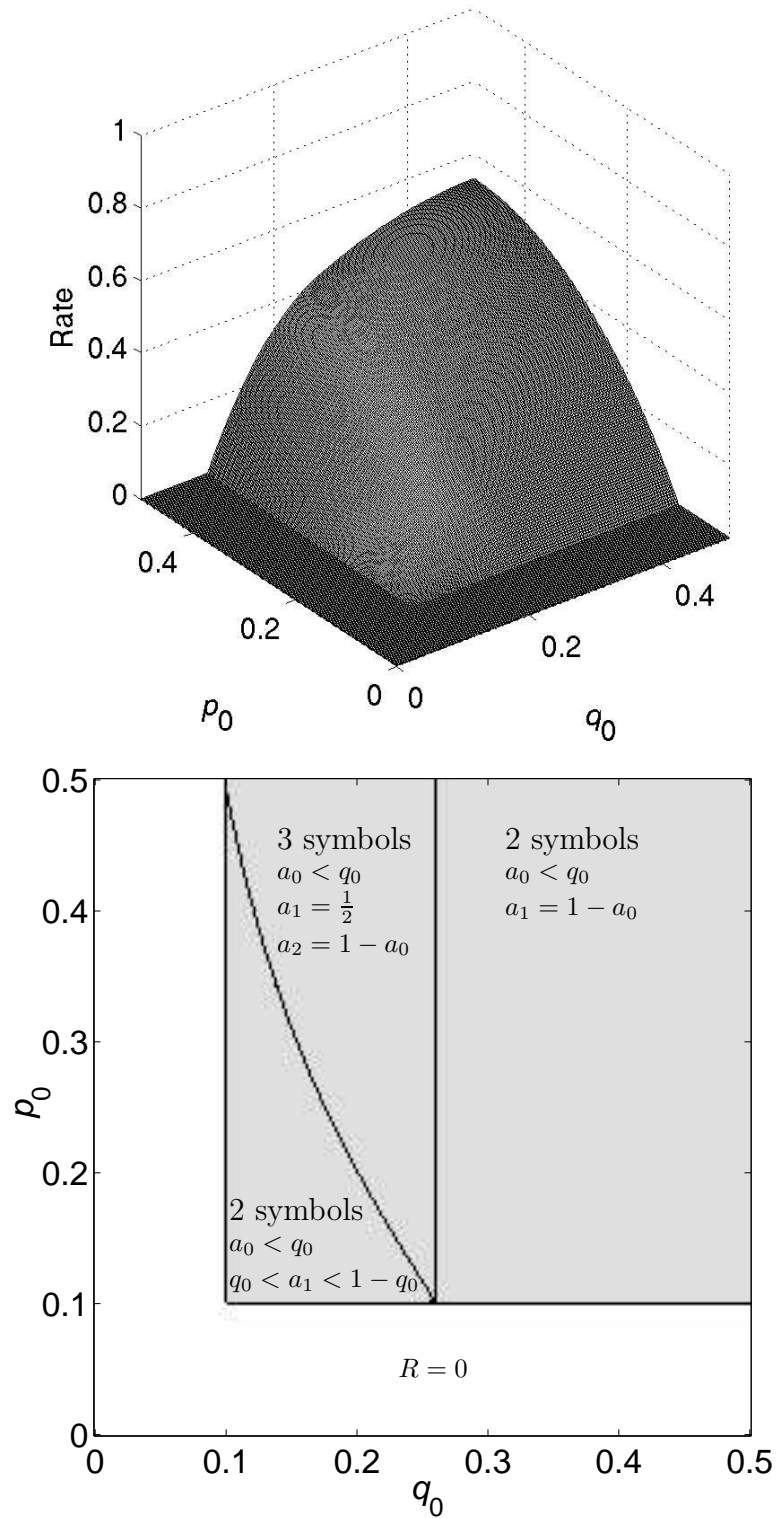 1
0.8
0.6
0.4
0.2
0
Rate
0.4
0.2
0
p0
0
0.2
0.4
q0
0.5
0.4
0.3
0.2
0.1
0
p0
3 symbols
a0 < q0
a1 = 1/2
a2 = 1 − a0
2 symbols
a0 < q0
a1 = 1 − a0
2 symbols
a0 < q0
q0 < a1 < 1 − q0
R = 0
0 0.1 0.2 0.3 0.4 0.5
q0